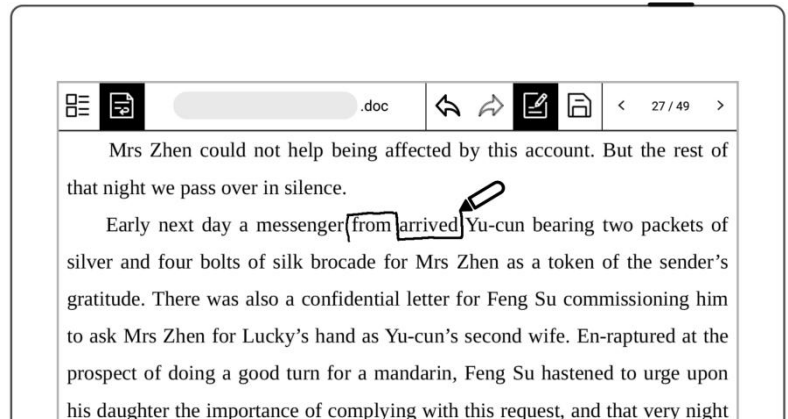 .doc
27 / 49
Mrs Zhen could not help being affected by this account. But the rest of
that night we pass over in silence.
Early next day a messenger from arrived Yu-cun bearing two packets of
silver and four bolts of silk brocade for Mrs Zhen as a token of the sender’s
gratitude. There was also a confidential letter for Feng Su commissioning him
to ask Mrs Zhen for Lucky’s hand as Yu-cun’s second wife. En-raptured at the
prospect of doing a good turn for a mandarin, Feng Su hastened to urge upon
his daughter the importance of complying with this request, and that very night